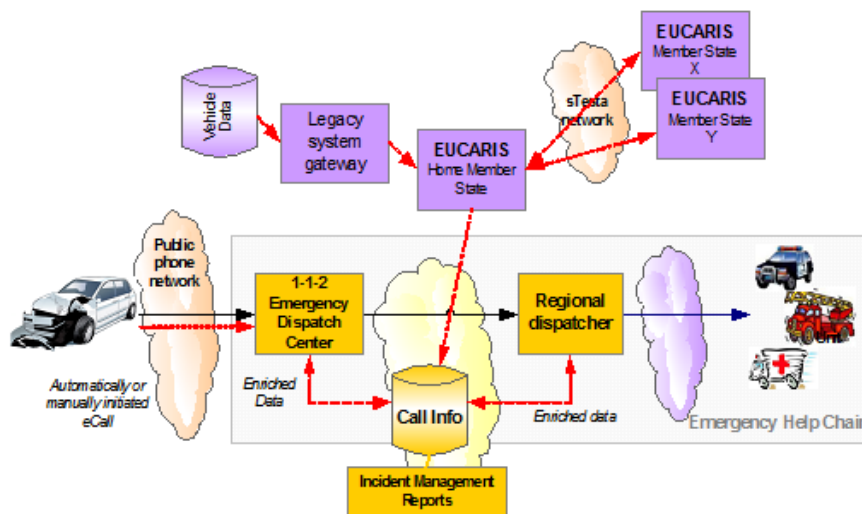 EUCARIS
Member State
X
EUCARIS
Member State
Y
sTesta
network
Vehicle
Data
Legacy
system
gateway
EUCARIS
Home Member
State
Public
phone
network
1-1-2
Emergency
Dispatch
Center
Regional
dispatcher
Automatically or
manually initiated
eCall
Enriched
Data
Call Info
Enriched data
Emergency Help Chain
Incident Management
Reports